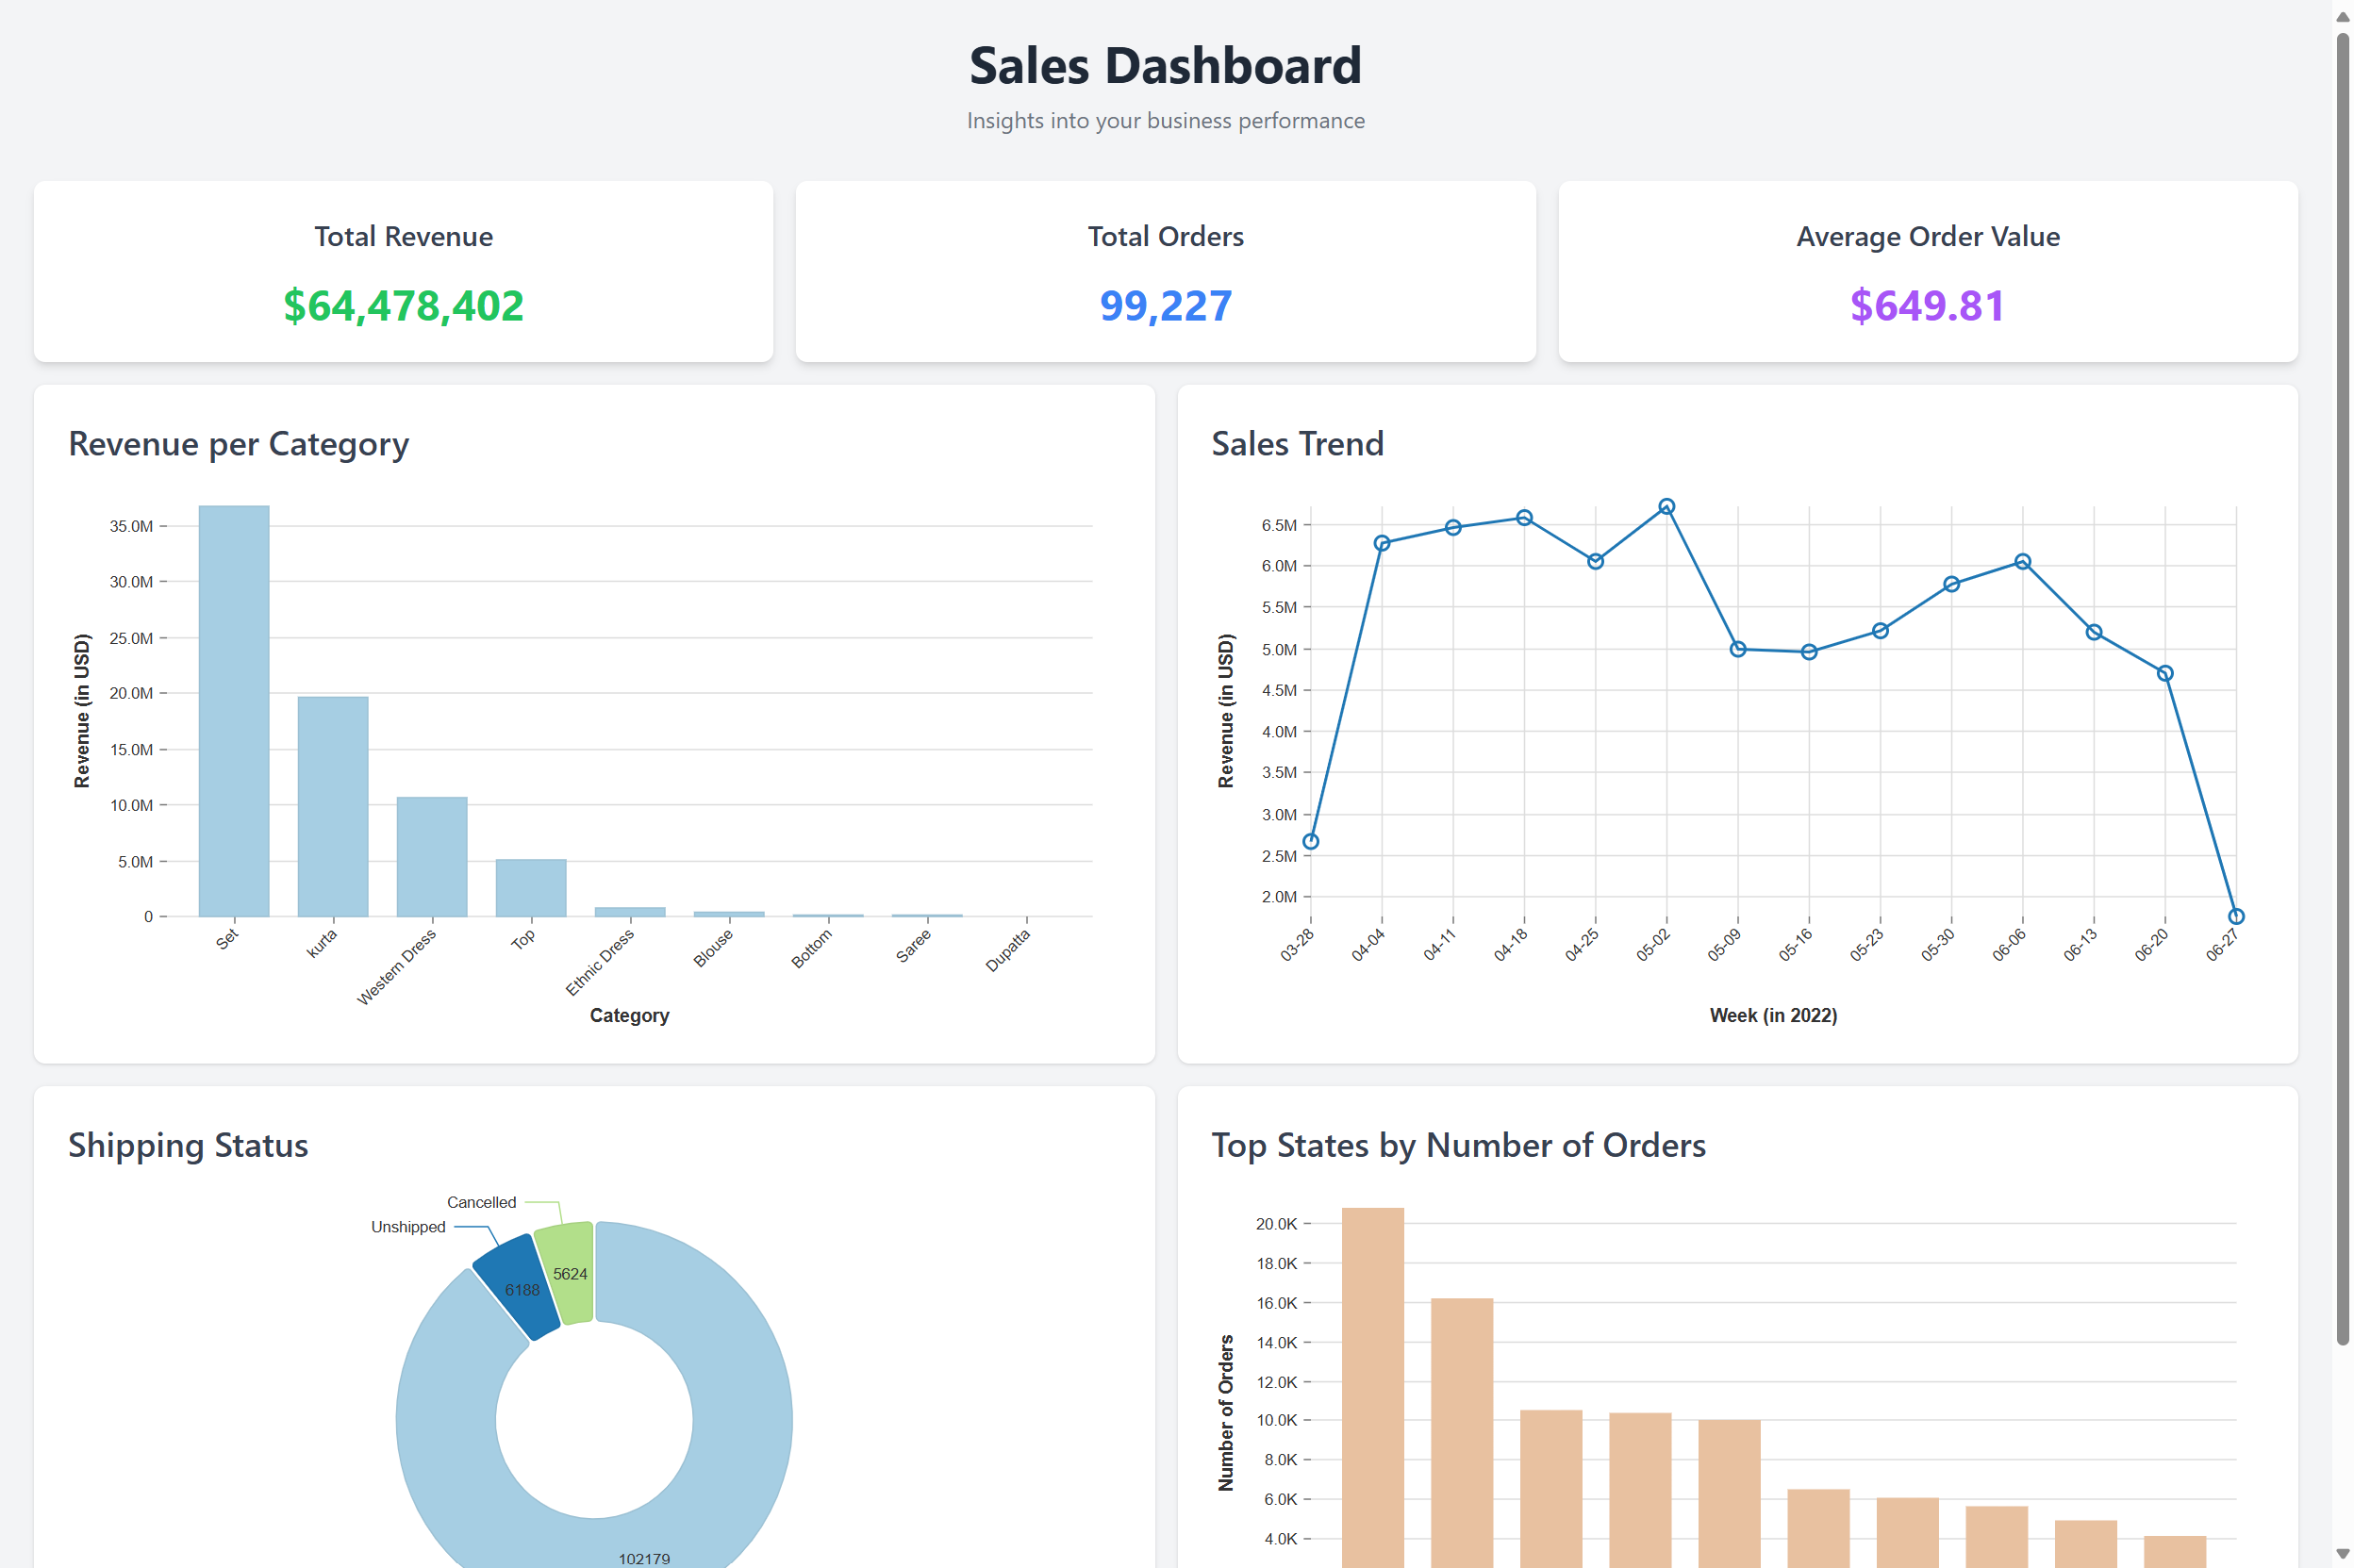 Sales Dashboard
Insights into your business performance
Total Revenue
$64,478,402
Total Orders
99,227
Average Order Value
$649.81
Revenue per Category
35.0M
30.0M
25.0M
20.0M
15.0M
10.0M
5.0M
0
Revenue (in USD)
Set
kurta
Western Dress
Top
Ethnic Dress
Blouse
Bottom
Saree
Dupatta
Category
Sales Trend
6.5M
6.0M
5.5M
5.0M
4.5M
4.0M
3.5M
3.0M
2.5M
2.0M
Revenue (in USD)
03-28
04-04
04-11
04-18
04-25
05-02
05-09
05-16
05-23
05-30
06-06
06-13
06-20
06-27
Week (in 2022)
Shipping Status
Cancelled
Unshipped
5624
6188
102179
Top States by Number of Orders
20.0K
18.0K
16.0K
14.0K
12.0K
10.0K
8.0K
6.0K
4.0K
Number of Orders